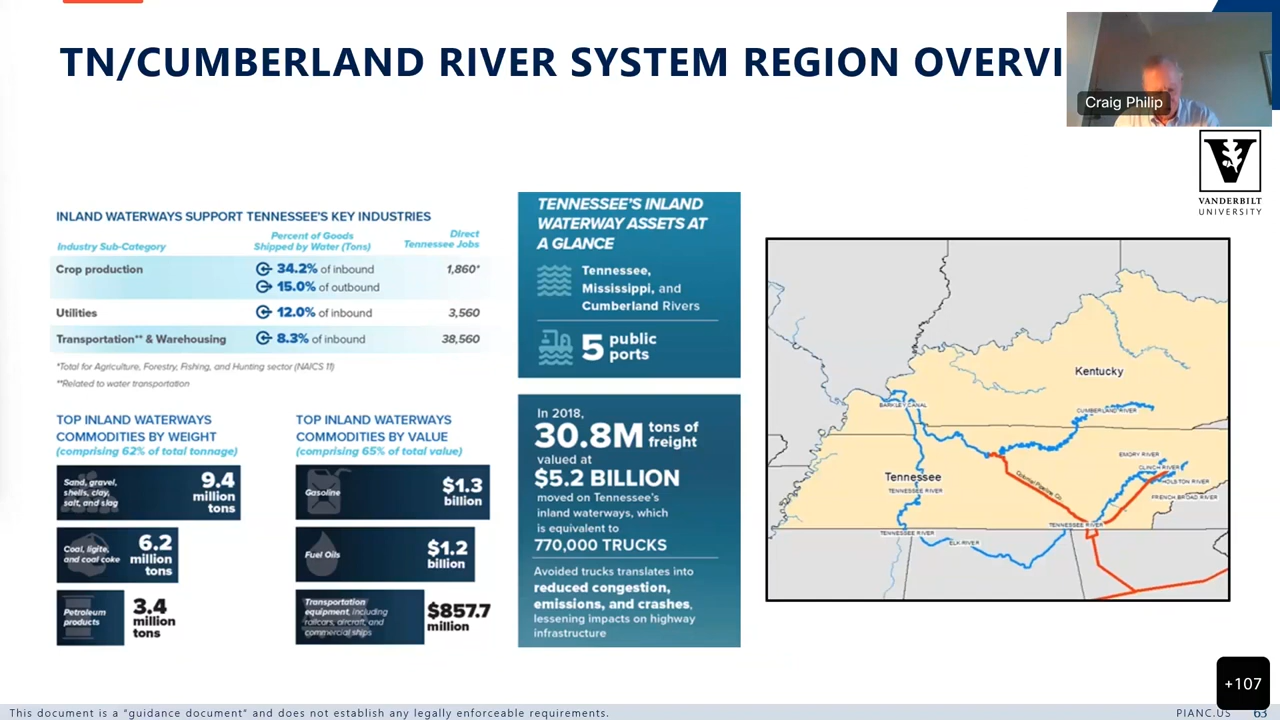 TN/CUMBERLAND RIVER SYSTEM REGION OVERVI
Craig Philip
V
VANDERBILT
UNIVERSITY
INLAND WATERWAYS SUPPORT TENNESSEE'S KEY INDUSTRIES
Industry Sub-Category
Percent of Goods
Shipped by Water (Tons)
Direct
Tennessee Jobs
Crop production
34.2% of inbound
1,860*
15.0% of outbound
Utilities
12.0% of inbound
3,560
Transportation** & Warehousing
8.3% of inbound
38,560
*Total for Agriculture, Forestry, Fishing, and Hunting sector (NAICS 11)
**Related to water transportation
TOP INLAND WATERWAYS
COMMODITIES BY WEIGHT
(comprising 62% of total tonnage)
Sand, gravel,
shells, clay,
salt, and slag
9.4
million
tons
Coal, ligite,
and coal coke
6.2
million
tons
Petroleum
products
3.4
million
tons
TOP INLAND WATERWAYS
COMMODITIES BY VALUE
(comprising 65% of total value)
Gasoline
$1.3
billion
Fuel Oils
$1.2
billion
Transportation
equipment, including
railcars, aircraft, and
commercial ships
$857.7
million
TENNESSEE'S INLAND
WATERWAY ASSETS AT
A GLANCE
Tennessee,
Mississippi, and
Cumberland Rivers
5 public
ports
In 2018,
30.8M tons of
freight
valued at
$5.2 BILLION
moved on Tennessee's
inland waterways, which
is equivalent to
770,000 TRUCKS
Avoided trucks translates into
reduced congestion,
emissions, and crashes,
lessening impacts on highway
infrastructure
Kentucky
BARKLEY CANAL
CUMBERLAND RIVER
EMORY RIVER
CLINCH RIVER
Tennessee
HOLSTON RIVER
TENNESSEE RIVER
Colonial Pipeline Co
FRENCH BROAD RIVER
TENNESSEE RIVER
TENNESSEE RIVER
ELK RIVER
+107
This document is a "guidance document" and does not establish any legally enforceable requirements.
PIANC.US
63